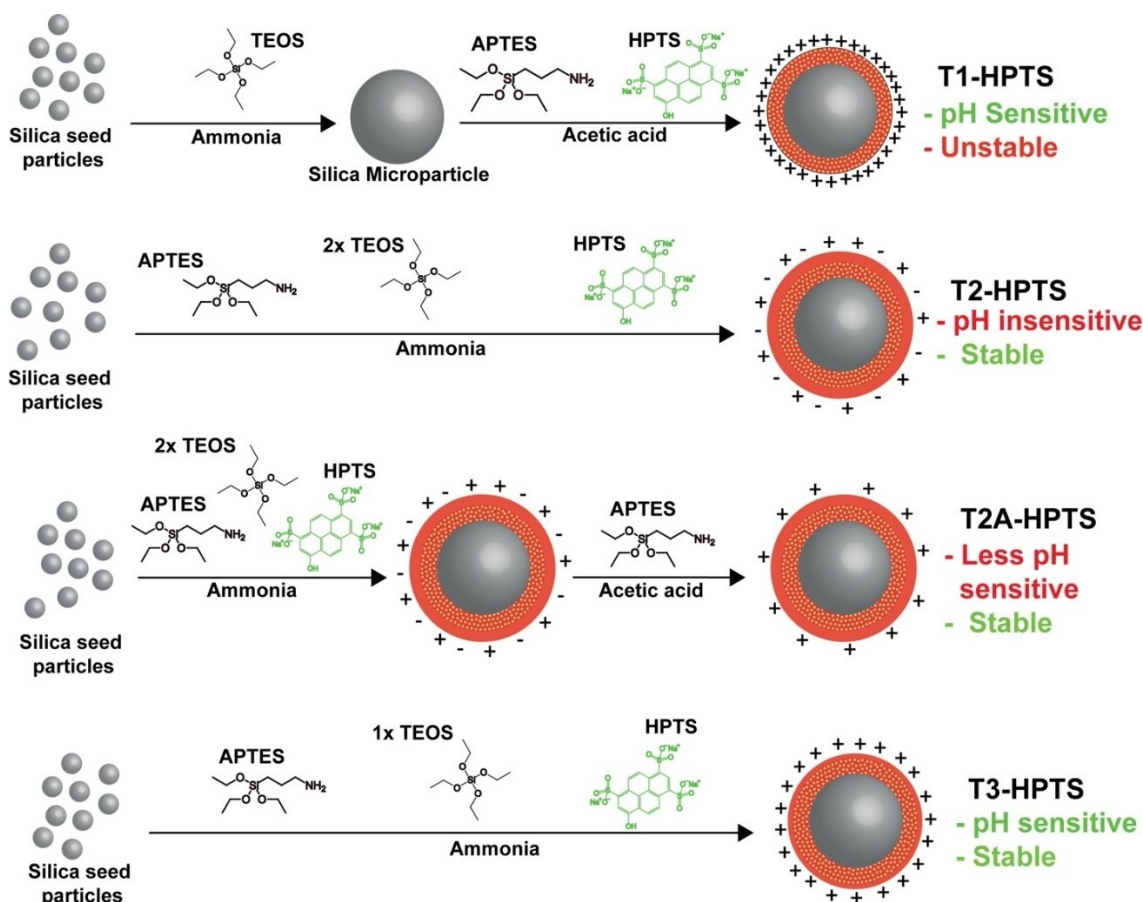 TEOS
Ammonia
Silica seed
particles
Silica Microparticle
APTES
HPTS
Acetic acid
T1-HPTS
- pH Sensitive
- Unstable
APTES
2x TEOS
HPTS
Ammonia
Silica seed
particles
T2-HPTS
- pH insensitive
- Stable
2x TEOS
APTES
HPTS
Ammonia
Silica seed
particles
APTES
Acetic acid
T2A-HPTS
- Less pH
sensitive
- Stable
APTES
1x TEOS
HPTS
Ammonia
Silica seed
particles
T3-HPTS
- pH sensitive
- Stable